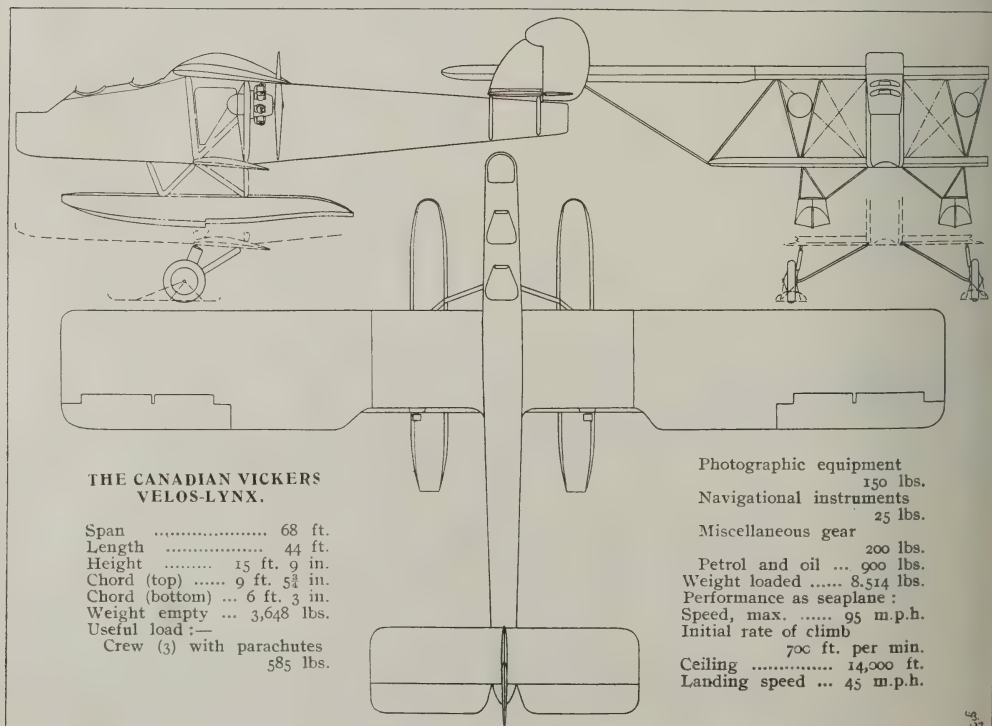 THE CANADIAN VICKERS
VELOS-LYNX.
Span .................... 68 ft.
Length .................. 44 ft.
Height ......... 15 ft. 9 in.
Chord (top) ...... 9 ft. 5¾ in.
Chord (bottom) ... 6 ft. 3 in.
Weight empty ... 3,648 lbs.
Useful load :—
Crew (3) with parachutes
585 lbs.
Photographic equipment
150 lbs.
Navigational instruments
25 lbs.
Miscellaneous gear
200 lbs.
Petrol and oil ... 900 lbs.
Weight loaded ...... 8.514 lbs.
Performance as seaplane :
Speed, max. ...... 95 m.p.h.
Initial rate of climb
700 ft. per min.
Ceiling ............... 14,000 ft.
Landing speed ... 45 m.p.h.